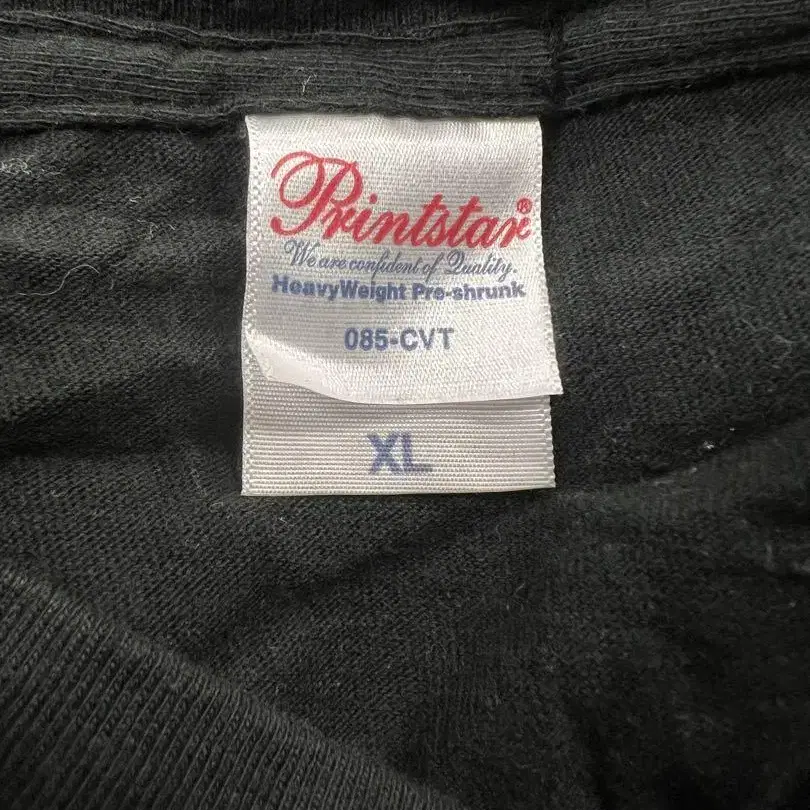 Printstar®
We are confident of Quality.
HeavyWeight Pre-shrunk
085-CVT
XL